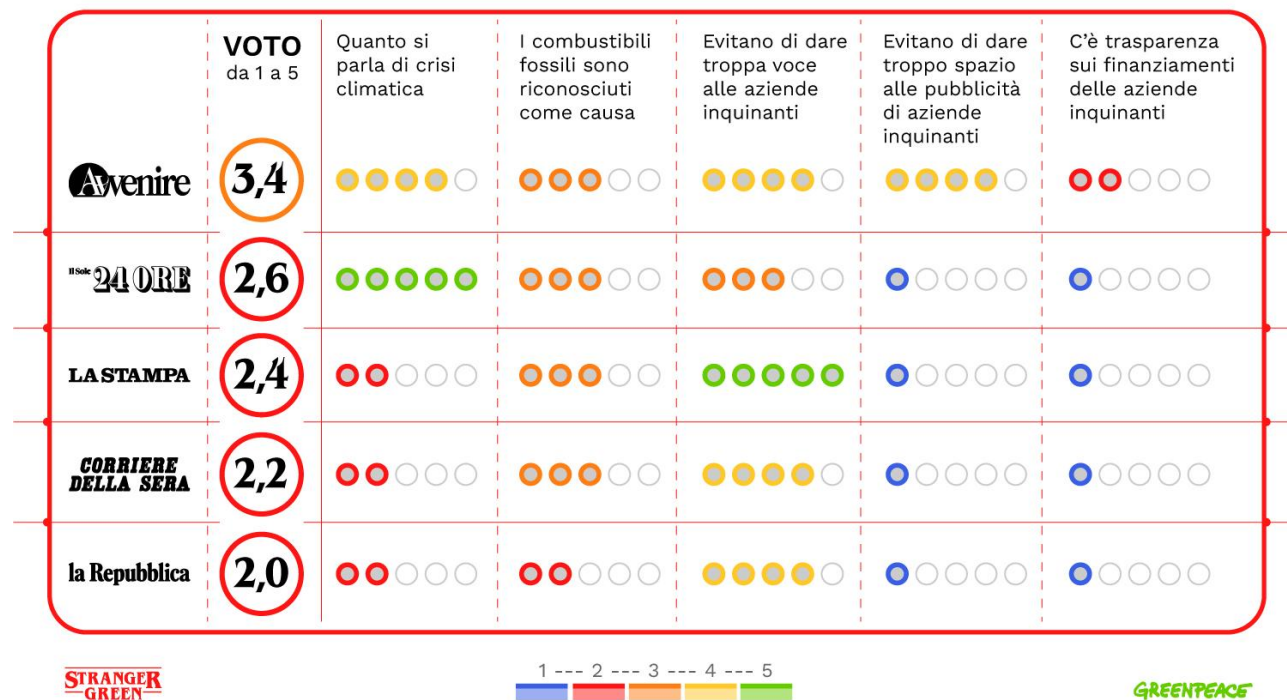 VOTO
da 1 a 5
Quanto si
parla di crisi
climatica
I combustibili
fossili sono
riconosciuti
come causa
Evitano di dare
troppa voce
alle aziende
inquinanti
Evitano di dare
troppo spazio
alle pubblicità
di aziende
inquinanti
C'è trasparenza
sui finanziamenti
delle aziende
inquinanti
Avvenire
3,4
Il Sole 24 ORE
2,6
LA STAMPA
2,4
CORRIERE
DELLA SERA
2,2
la Repubblica
2,0
STRANGER
GREEN
1 --- 2 --- 3 --- 4 --- 5
GREENPEACE